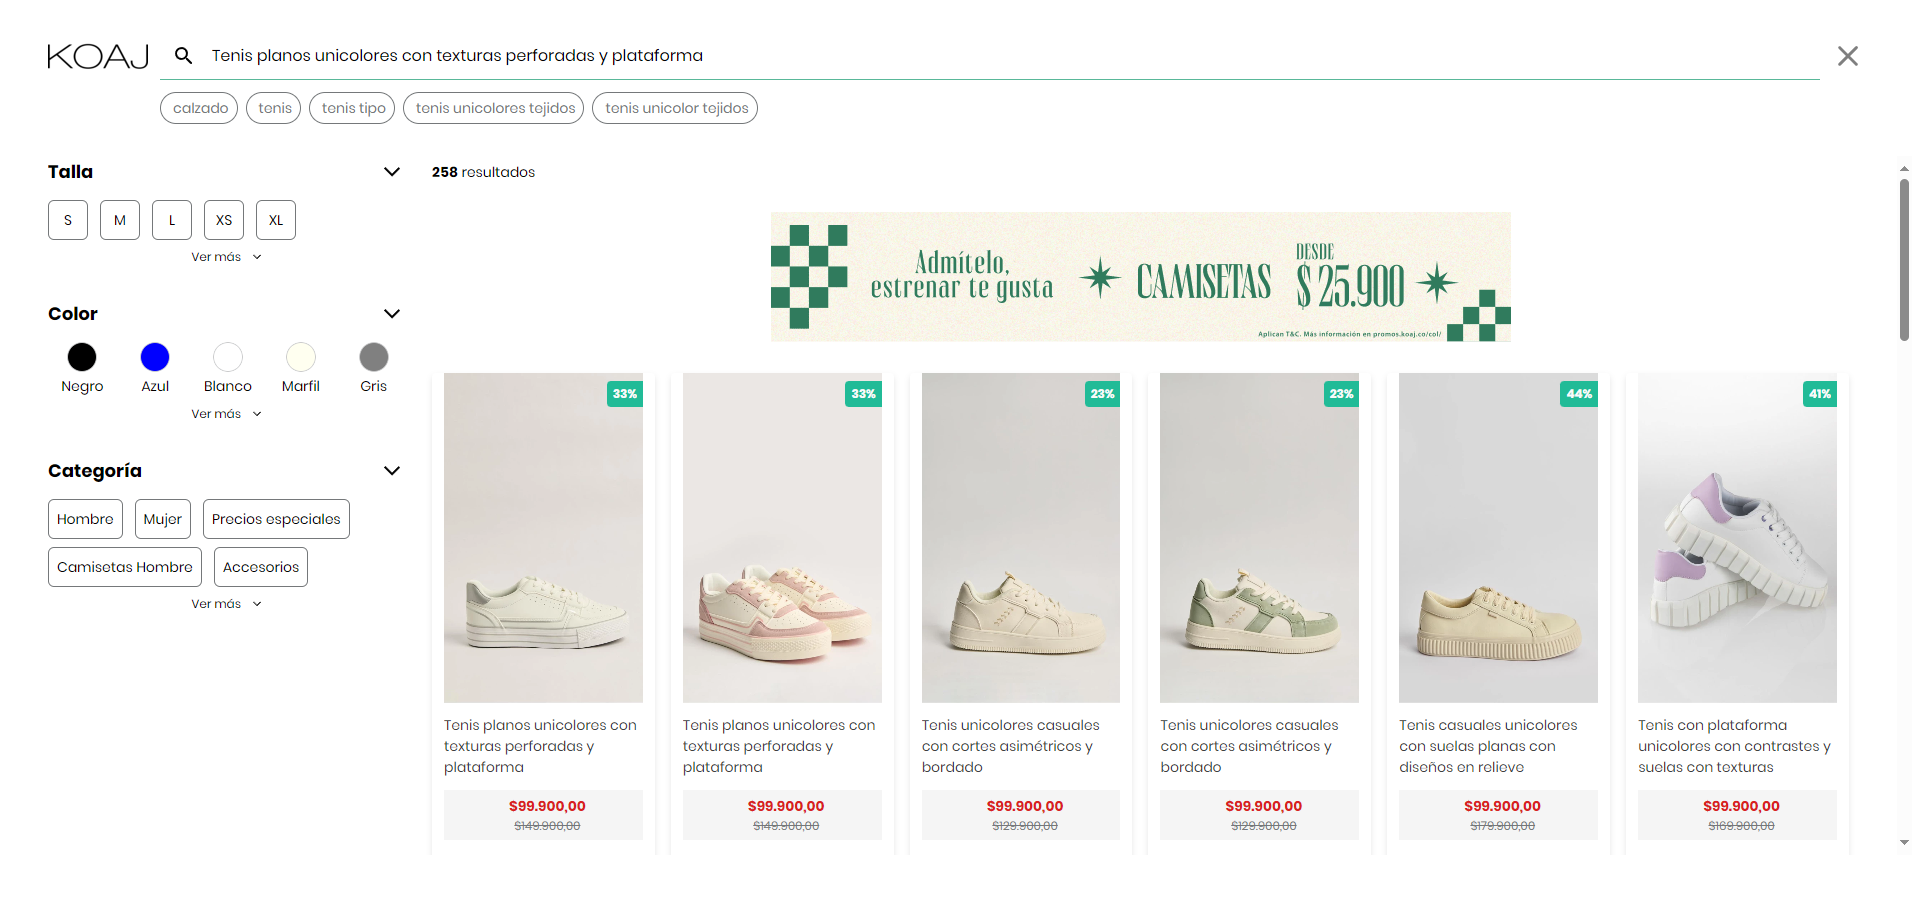 KOAJ
Tenis planos unicolores con texturas perforadas y plataforma
calzado
tenis
tenis tipo
tenis unicolores tejidos
tenis unicolor tejidos
Talla
S
M
L
XS
XL
Ver más
Color
Negro
Azul
Blanco
Marfil
Gris
Ver más
Categoría
Hombre
Mujer
Precios especiales
Camisetas Hombre
Accesorios
Ver más
258 resultados
Admítelo,
estrenar te gusta
CAMISETAS
DESDE
$ 25.900
Aplican T&C. Más información en promos.koaj.co/col/
33%
Tenis planos unicolores con
texturas perforadas y
plataforma
$99.900,00
$149.900,00
33%
Tenis planos unicolores con
texturas perforadas y
plataforma
$99.900,00
$149.900,00
23%
Tenis unicolores casuales
con cortes asimétricos y
bordado
$99.900,00
$129.900,00
23%
Tenis unicolores casuales
con cortes asimétricos y
bordado
$99.900,00
$129.900,00
44%
Tenis casuales unicolores
con suelas planas con
diseños en relieve
$99.900,00
$179.900,00
41%
Tenis con plataforma
unicolores con contrastes y
suelas con texturas
$99.900,00
$169.900,00